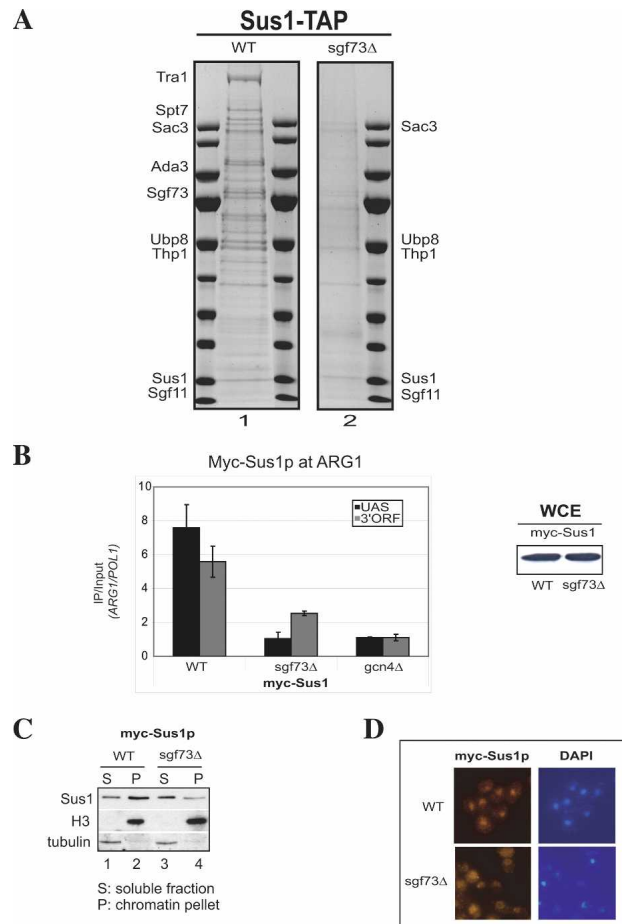 A
Sus1-TAP
WT
sgf73Δ
Tra1
Spt7
Sac3
Ada3
Sgf73
Ubp8
Thp1
Sus1
Sgf11
Sac3
Ubp8
Thp1
Sus1
Sgf11
1
2
B
Myc-Sus1p at ARG1
IP/Input
(ARG1/POL1)
10
8
6
4
2
0
UAS
3'ORF
WT
sgf73Δ
gcn4Δ
myc-Sus1
WCE
myc-Sus1
WT sgf73Δ
C
myc-Sus1p
WT sgf73Δ
S P S P
Sus1
H3
tubulin
1 2 3 4
S: soluble fraction
P: chromatin pellet
D
myc-Sus1p DAPI
WT
sgf73Δ